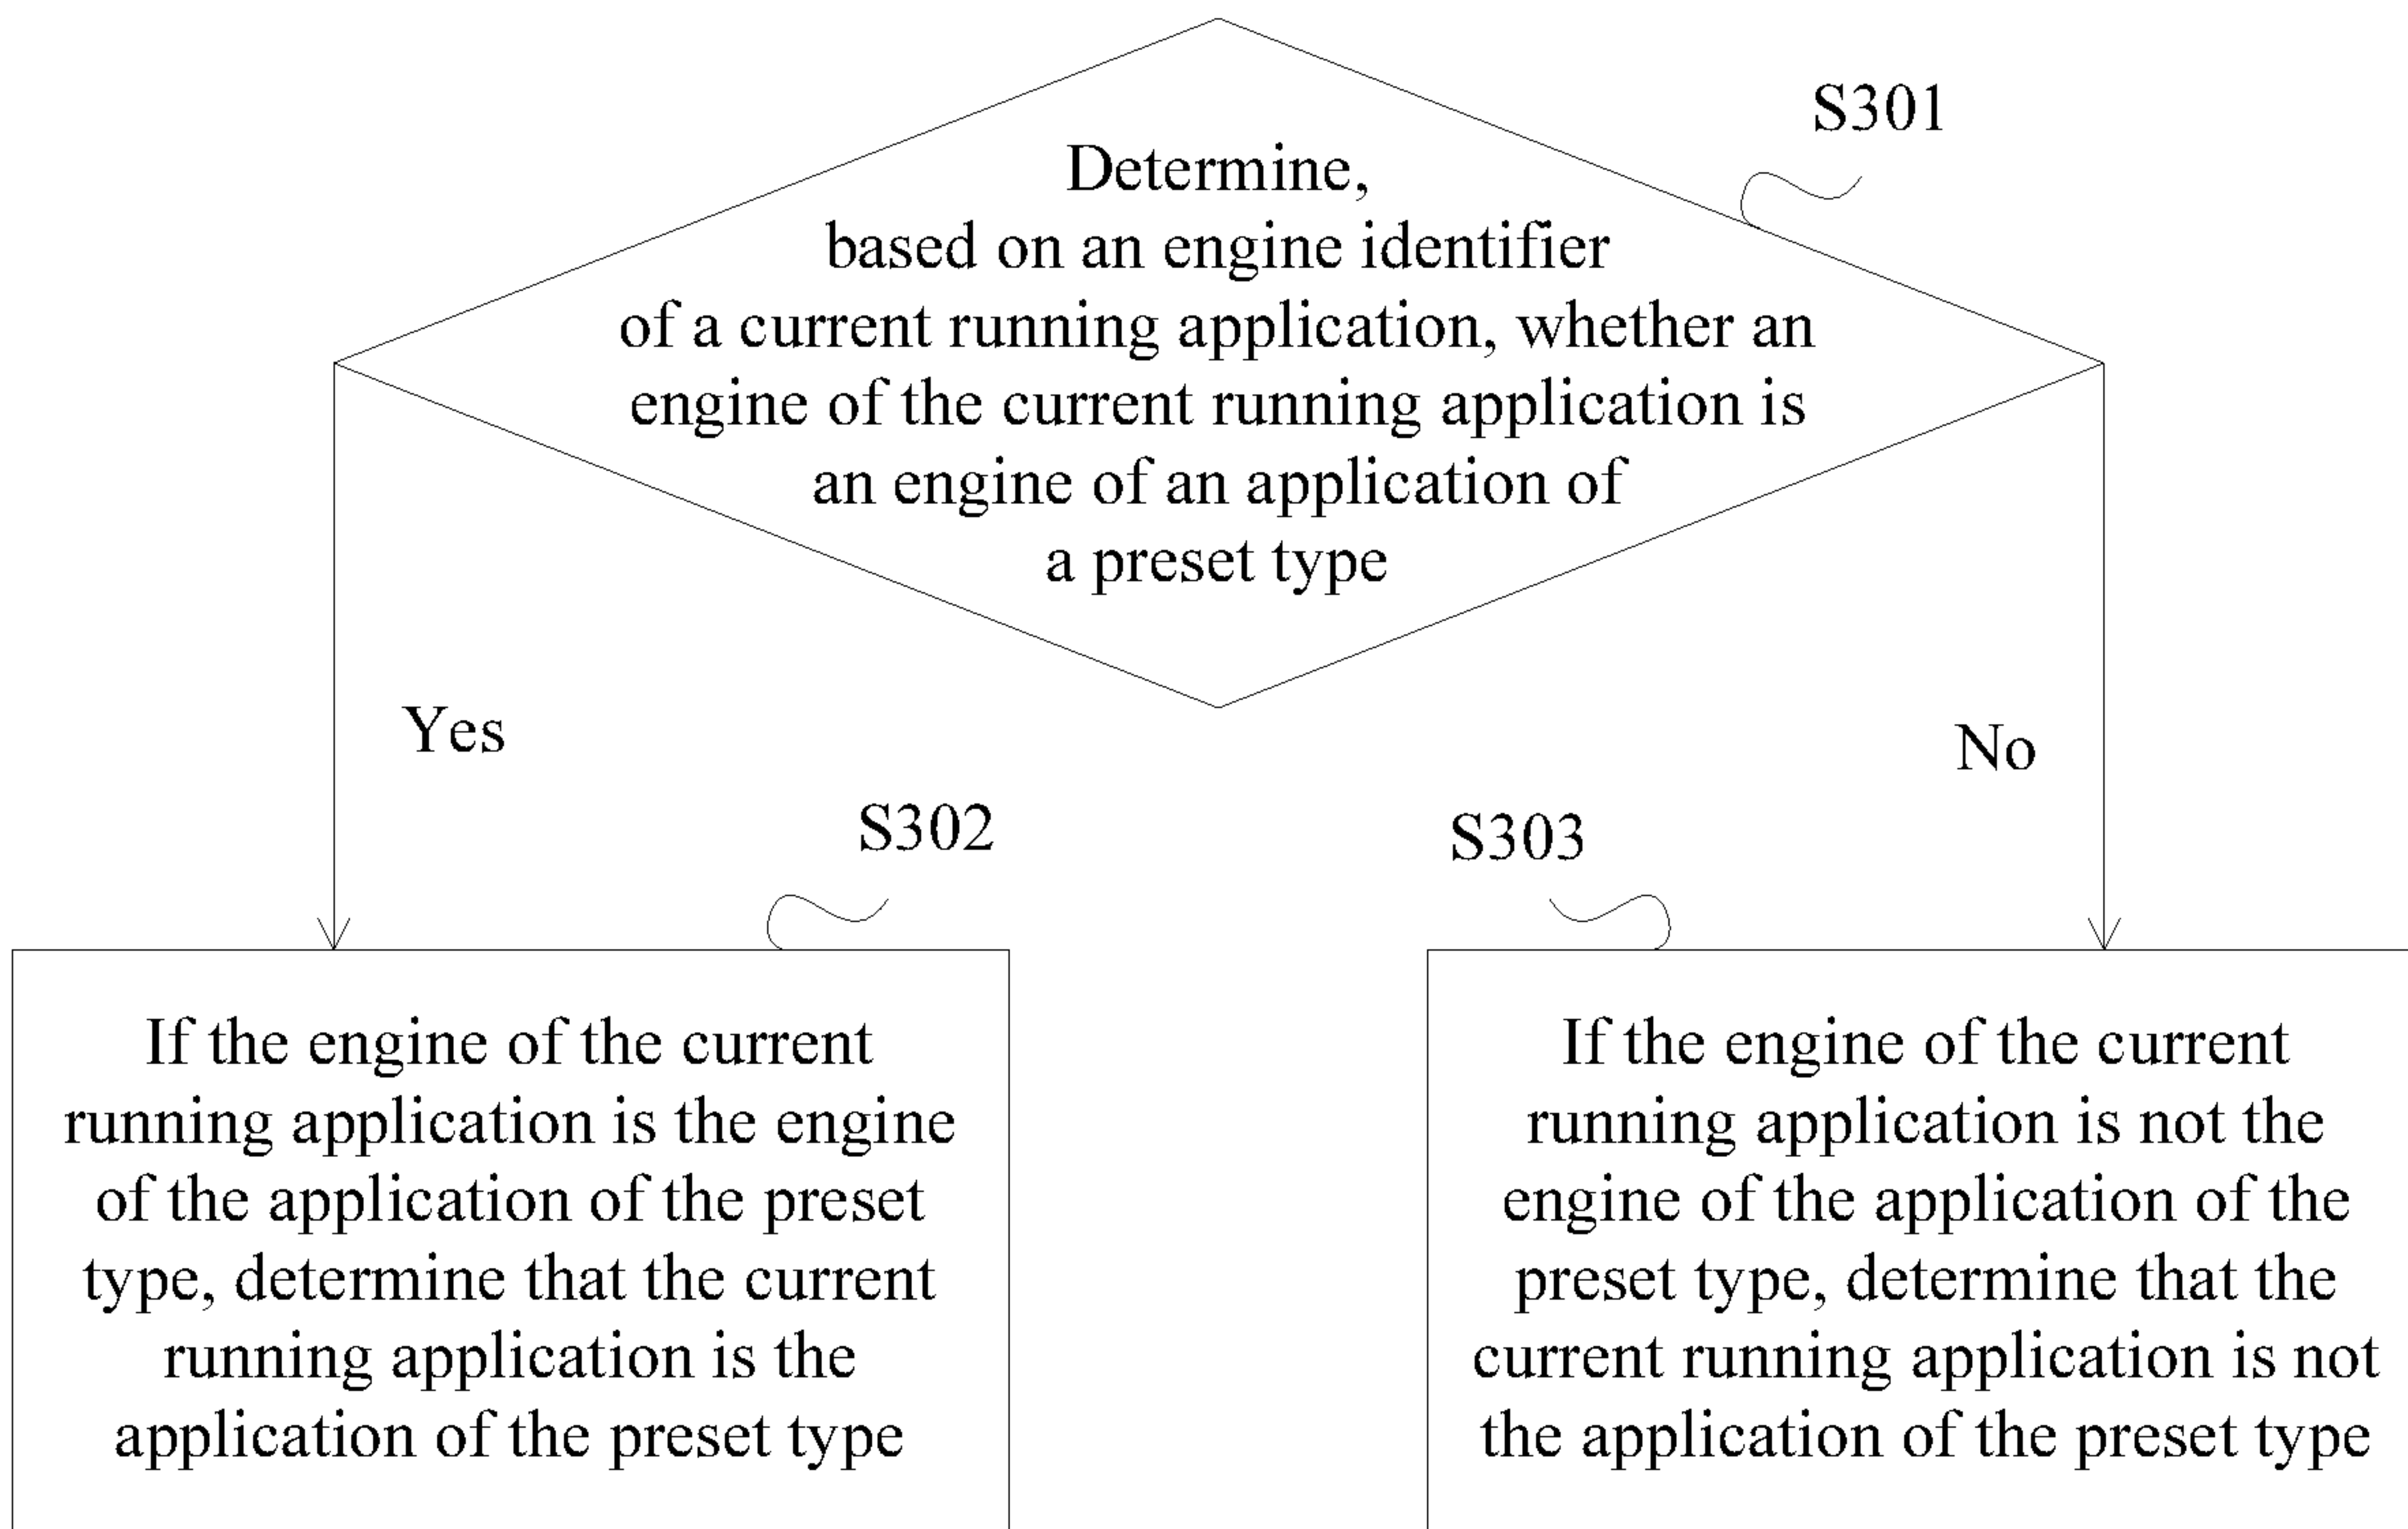 S301
Determine,
based on an engine identifier
of a current running application, whether an
engine of the current running application is
an engine of an application of
a preset type
Yes
No
S302
S303
If the engine of the current
running application is the engine
of the application of the preset
type, determine that the current
running application is the
application of the preset type
If the engine of the current
running application is not the
engine of the application of the
preset type, determine that the
current running application is not
the application of the preset type